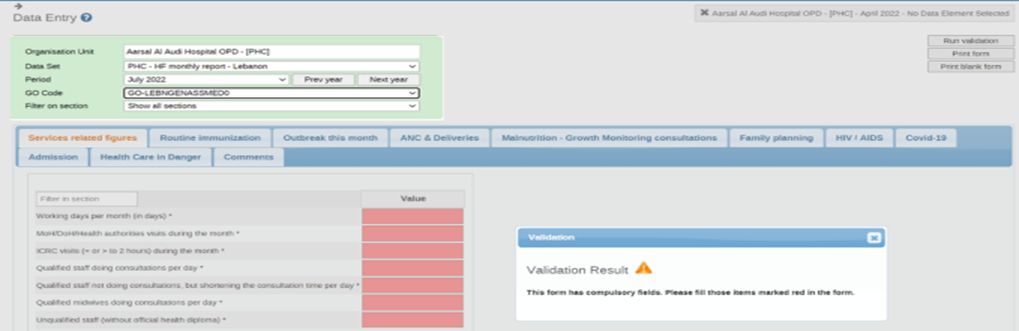 Data Entry ?
✖ Aarsal Al Audi Hospital OPD - [PHC] - April 2022 - No Data Element Selected
Organisation Unit Aarsal Al Audi Hospital OPD - [PHC]
Data Set PHC - HF monthly report - Lebanon
Period July 2022 Prev year Next year
GO Code GO-LEBNGENASSMED0
Filter on section Show all sections
Run validation
Print form
Print blank form
Services related figures Routine immunization Outbreak this month ANC & Deliveries Malnutrition - Growth Monitoring consultations Family planning HIV / AIDS Covid-19
Admission Health Care in Danger Comments
Filter in section Value
Working days per month (in days) *
MoH/DoH/Health authorities visits during the month *
ICRC visits (= or > to 2 hours) during the month *
Qualified staff doing consultations per day *
Qualified staff not doing consultations, but shortening the consultation time per day *
Qualified midwives doing consultations per day *
Unqualified staff (without official health diploma) *
Validation
Validation Result
This form has compulsory fields. Please fill those items marked red in the form.